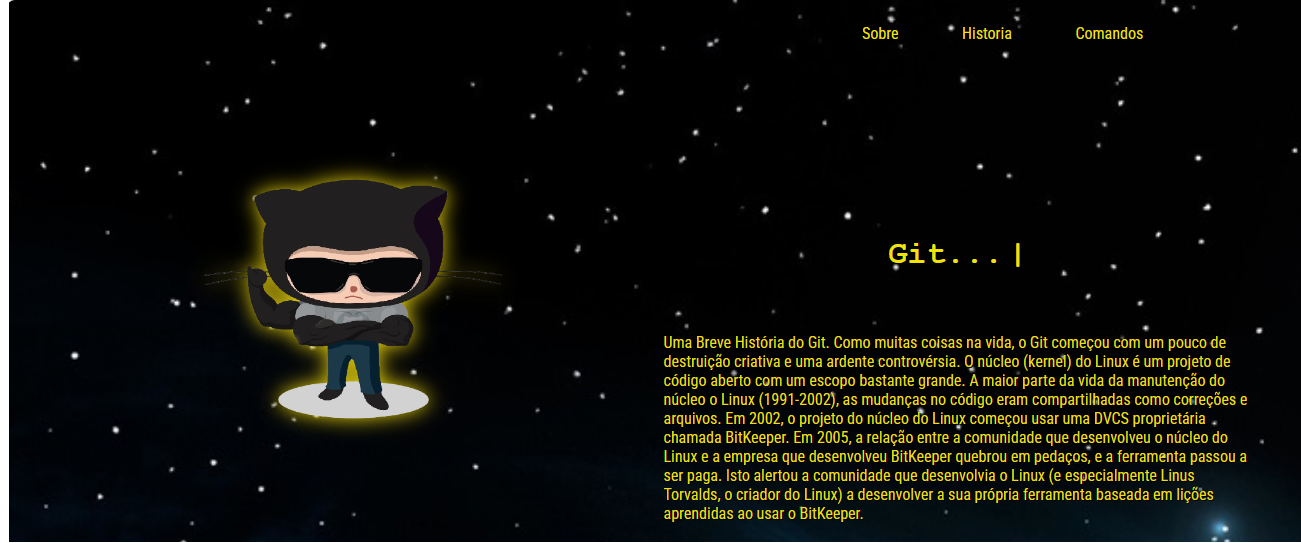 Sobre Historia Comandos
Git...|
Uma Breve História do Git. Como muitas coisas na vida, o Git começou com um pouco de
destruição criativa e uma ardente controvérsia. O núcleo (kernel) do Linux é um projeto de
código aberto com um escopo bastante grande. A maior parte da vida da manutenção do
núcleo o Linux (1991-2002), as mudanças no código eram compartilhadas como correções e
arquivos. Em 2002, o projeto do núcleo do Linux começou usar uma DVCS proprietária
chamada BitKeeper. Em 2005, a relação entre a comunidade que desenvolveu o núcleo do
Linux e a empresa que desenvolveu BitKeeper quebrou em pedaços, e a ferramenta passou a
ser paga. Isto alertou a comunidade que desenvolvia o Linux (e especialmente Linus
Torvalds, o criador do Linux) a desenvolver a sua própria ferramenta baseada em lições
aprendidas ao usar o BitKeeper.